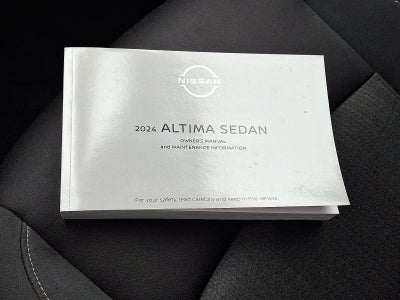 NISSAN
2024 ALTIMA SEDAN
OWNER'S MANUAL
and MAINTENANCE INFORMATION
For your safety, read carefully and keep in this vehicle.